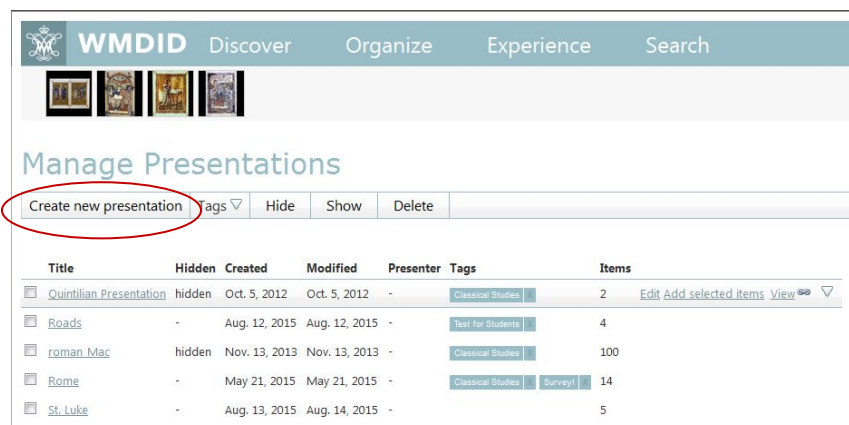 WMDID Discover Organize Experience Search
Manage Presentations
Create new presentation Tags ▽ Hide Show Delete
Title Hidden Created Modified Presenter Tags Items
Quintilian Presentation hidden Oct. 5, 2012 Oct. 5, 2012 - Classical Studies X 2 Edit Add selected items View ▽
Roads - Aug. 12, 2015 Aug. 12, 2015 - Test for Students X 4
roman Mac hidden Nov. 13, 2013 Nov. 13, 2013 - Classical Studies X 100
Rome - May 21, 2015 May 21, 2015 - Classical Studies X Survey! X 14
St. Luke - Aug. 13, 2015 Aug. 14, 2015 - 5